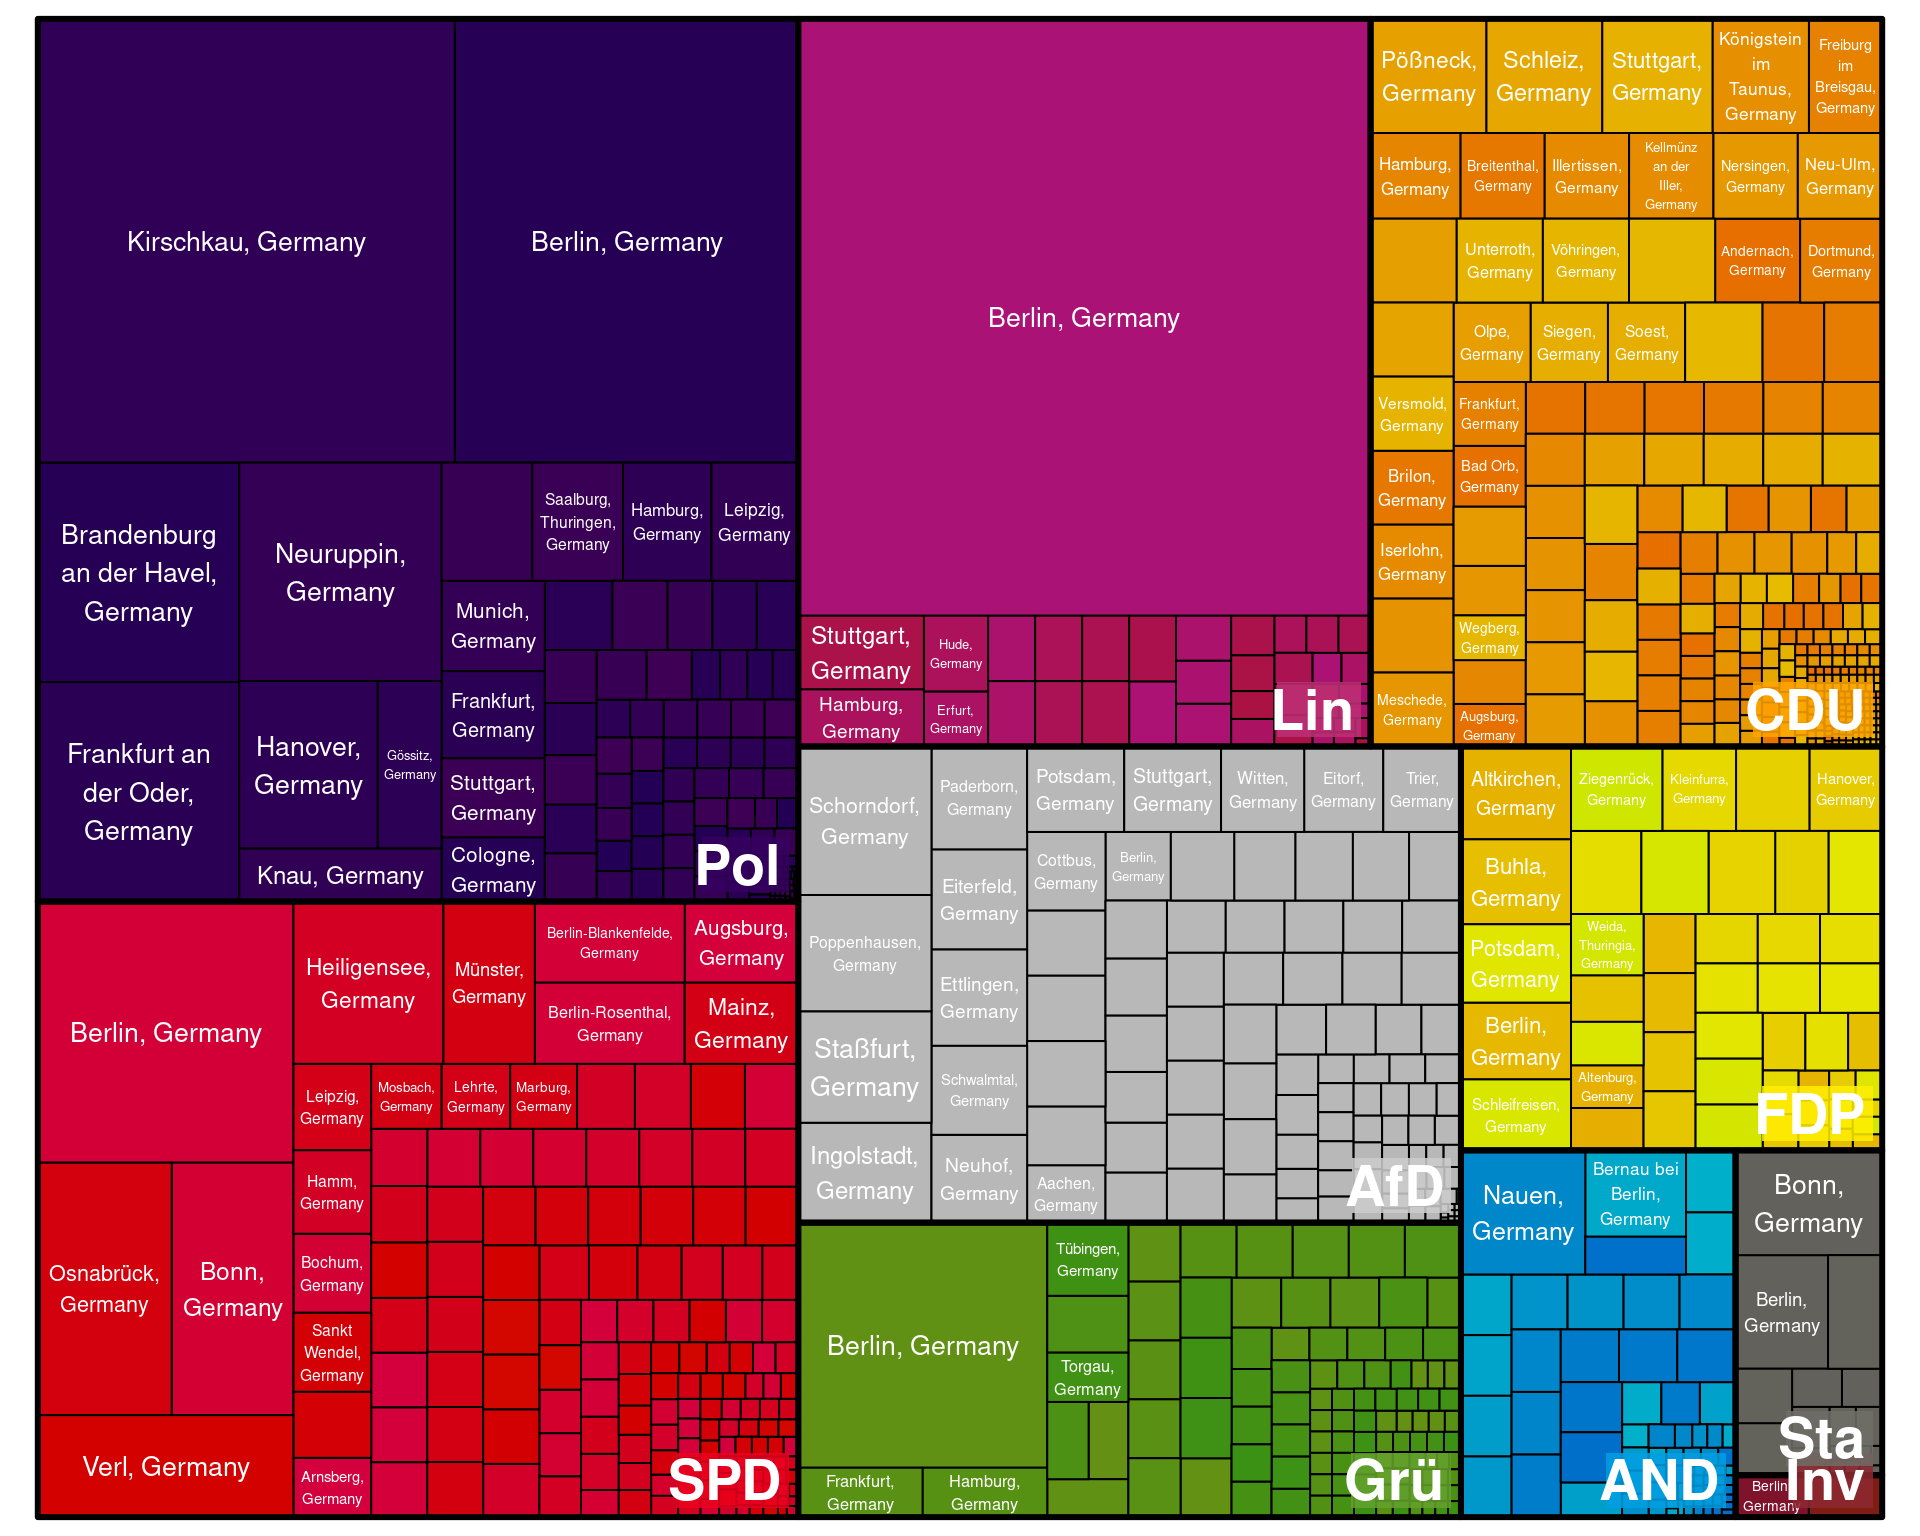 Kirschkau, Germany
Berlin, Germany
Brandenburg
an der Havel,
Germany
Neuruppin,
Germany
Saalburg,
Thuringen,
Germany
Hamburg,
Germany
Leipzig,
Germany
Munich,
Germany
Frankfurt an
der Oder,
Germany
Hanover,
Germany
Gössitz,
Germany
Frankfurt,
Germany
Stuttgart,
Germany
Knau, Germany
Cologne,
Germany
Pol
Berlin, Germany
Stuttgart,
Germany
Hude,
Germany
Hamburg,
Germany
Erfurt,
Germany
Lin
Pößneck,
Germany
Schleiz,
Germany
Stuttgart,
Germany
Königstein
im
Taunus,
Germany
Freiburg
im
Breisgau,
Germany
Hamburg,
Germany
Breitenthal,
Germany
Illertissen,
Germany
Kellmünz
an der
Iller,
Germany
Nersingen,
Germany
Neu-Ulm,
Germany
Unterroth,
Germany
Vöhringen,
Germany
Andernach,
Germany
Dortmund,
Germany
Olpe,
Germany
Siegen,
Germany
Soest,
Germany
Versmold,
Germany
Frankfurt,
Germany
Brilon,
Germany
Bad Orb,
Germany
Iserlohn,
Germany
Wegberg,
Germany
Meschede,
Germany
Augsburg,
Germany
CDU
Berlin, Germany
Heiligensee,
Germany
Münster,
Germany
Berlin-Blankenfelde,
Germany
Augsburg,
Germany
Berlin-Rosenthal,
Germany
Mainz,
Germany
Leipzig,
Germany
Mosbach,
Germany
Lehrte,
Germany
Marburg,
Germany
Osnabrück,
Germany
Bonn,
Germany
Hamm,
Germany
Bochum,
Germany
Sankt
Wendel,
Germany
Verl, Germany
Arnsberg,
Germany
SPD
Schorndorf,
Germany
Paderborn,
Germany
Potsdam,
Germany
Stuttgart,
Germany
Witten,
Germany
Eitorf,
Germany
Trier,
Germany
Poppenhausen,
Germany
Eiterfeld,
Germany
Cottbus,
Germany
Berlin,
Germany
Ettlingen,
Germany
Staßfurt,
Germany
Schwalmtal,
Germany
Ingolstadt,
Germany
Neuhof,
Germany
Aachen,
Germany
AfD
Berlin, Germany
Tübingen,
Germany
Torgau,
Germany
Frankfurt,
Germany
Hamburg,
Germany
Grü
Altkirchen,
Germany
Ziegenrück,
Germany
Kleinfurra,
Germany
Hanover,
Germany
Buhla,
Germany
Potsdam,
Germany
Weida,
Thuringia,
Germany
Berlin,
Germany
Altenburg,
Germany
Schleifreisen,
Germany
FDP
Nauen,
Germany
Bernau bei
Berlin,
Germany
AND
Bonn,
Germany
Berlin,
Germany
Sta
Berlin,
Germany
Inv